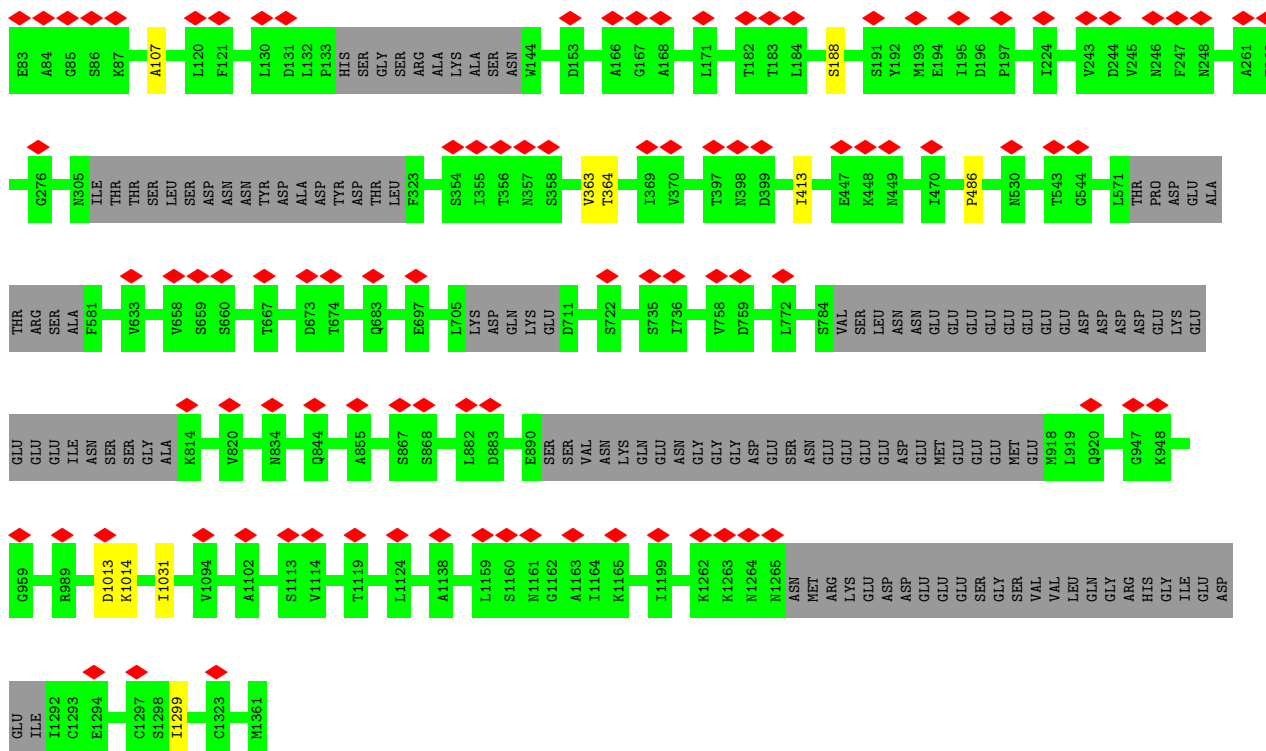 E83 A84 G85 S86 K87 A107 L120 F121 L130 D131 L132 P133 HIS SER GLY SER ARG ALA LYS ALA SER ASN W144 D153 A166 G167 A168 L171 T182 T183 L184 S188 S191 Y192 M193 E194 I195 D196 P197 I224 V243 D244 V245 N246 F247 N248 A261
G276 N305 ILE THR THR SER LEU SER ASP ASN ASN TYR ASP ALA ASP TYR ASP THR LEU F323 S354 I355 T356 N357 S358 V363 T364 I369 V370 T397 N398 D399 I413 E447 K448 N449 I470 P486 N530 T543 G544 L571 THR PRO ASP GLU ALA
THR ARG SER ALA F581 V633 V658 S659 S660 T667 D673 T674 Q683 E697 L705 LYS ASP GLN LYS GLU D711 S722 S735 I736 V758 D759 L772 S784 VAL SER LEU ASN ASN GLU GLU GLU GLU GLU GLU GLU ASP ASP ASP ASP GLU LYS GLU
GLU GLU GLU ILE ASN SER SER GLY ALA K814 V820 N834 Q844 A855 S867 S868 L882 D883 E890 SER SER VAL ASN LYS GLN GLU ASN GLY GLY GLY ASP GLU SER ASN GLU GLU GLU GLU ASP GLU MET GLU GLU GLU MET GLU M918 L919 Q920 G947 K948
G959 R989 D1013 K1014 I1031 V1094 A1102 S1113 V1114 T1119 L1124 A1138 L1159 S1160 N1161 G1162 A1163 I1164 K1165 I1199 K1262 K1263 N1264 N1265 ASN MET ARG LYS GLU ASP ASP GLU GLU GLU SER GLY SER VAL VAL LEU GLN GLY ARG HIS GLY ILE GLU ASP
GLU ILE I1292 C1293 E1294 C1297 S1298 I1299 C1323 M1361